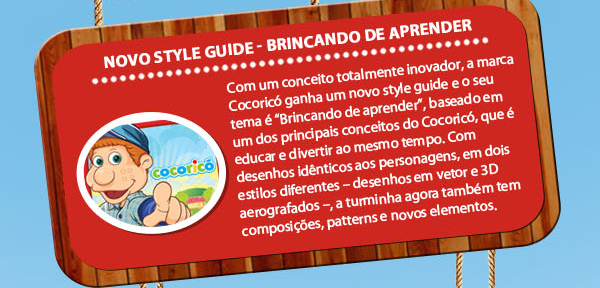 NOVO STYLE GUIDE - BRINCANDO DE APRENDER
Com um conceito totalmente inovador, a marca
Cocoricó ganha um novo style guide e o seu
tema é “Brincando de aprender”, baseado em
um dos principais conceitos do Cocoricó, que é
educar e divertir ao mesmo tempo. Com
desenhos idênticos aos personagens, em dois
estilos diferentes – desenhos em vetor e 3D
aerografados –, a turminha agora também tem
composições, patterns e novos elementos.
cocoricó